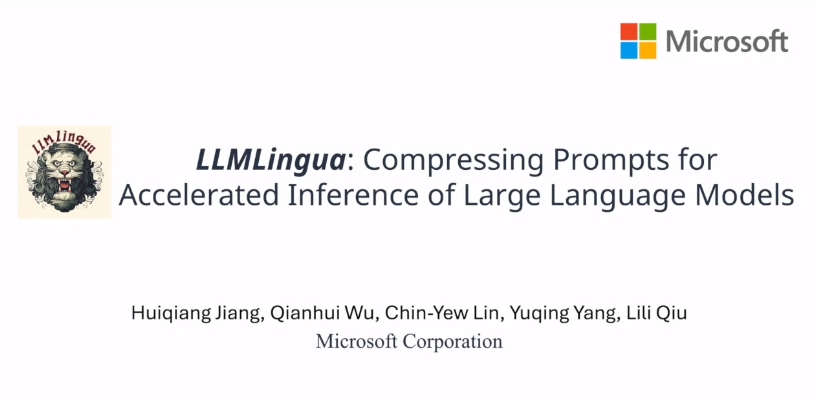 Microsoft
LLMLingua
LLMLingua: Compressing Prompts for
Accelerated Inference of Large Language Models
Huiqiang Jiang, Qianhui Wu, Chin-Yew Lin, Yuqing Yang, Lili Qiu
Microsoft Corporation